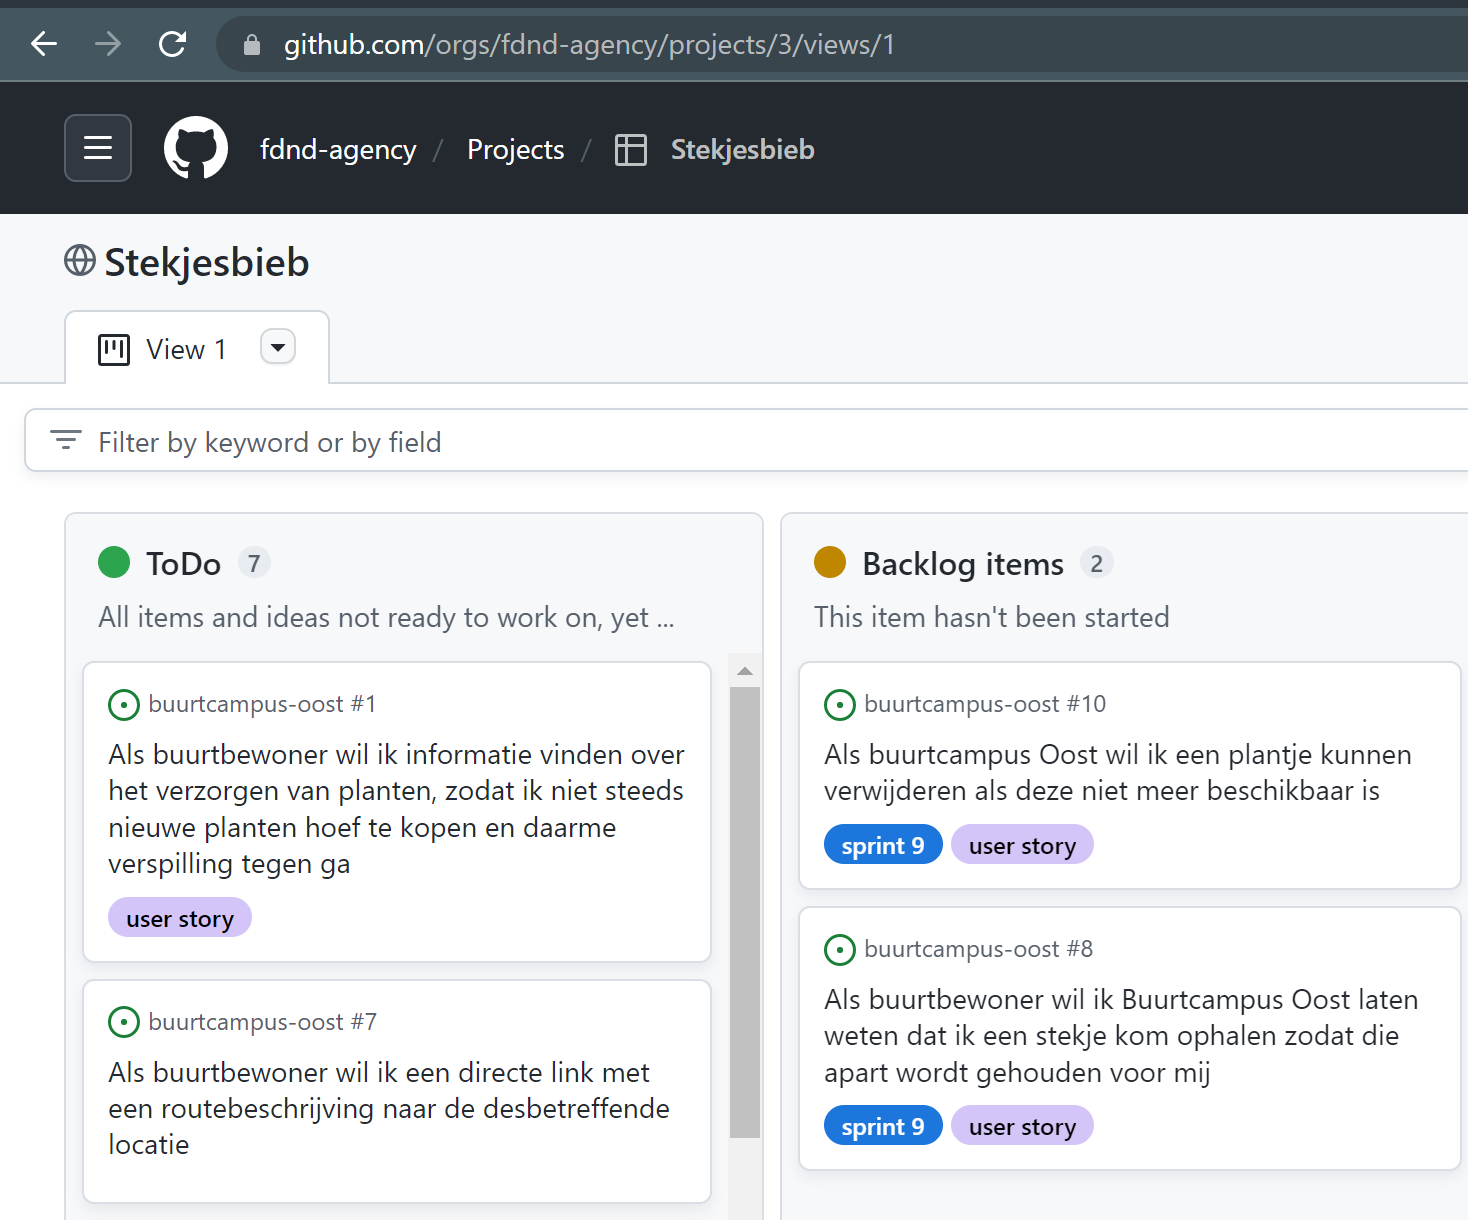 github.com/orgs/fdnd-agency/projects/3/views/1
fdnd-agency / Projects / Stekjesbieb
Stekjesbieb
View 1
Filter by keyword or by field
ToDo 7
All items and ideas not ready to work on, yet ...
buurtcampus-oost #1
Als buurtbewoner wil ik informatie vinden over
het verzorgen van planten, zodat ik niet steeds
nieuwe planten hoef te kopen en daarme
verspilling tegen ga
user story
buurtcampus-oost #7
Als buurtbewoner wil ik een directe link met
een routebeschrijving naar de desbetreffende
locatie
Backlog items 2
This item hasn't been started
buurtcampus-oost #10
Als buurtcampus Oost wil ik een plantje kunnen
verwijderen als deze niet meer beschikbaar is
sprint 9 user story
buurtcampus-oost #8
Als buurtbewoner wil ik Buurtcampus Oost laten
weten dat ik een stekje kom ophalen zodat die
apart wordt gehouden voor mij
sprint 9 user story